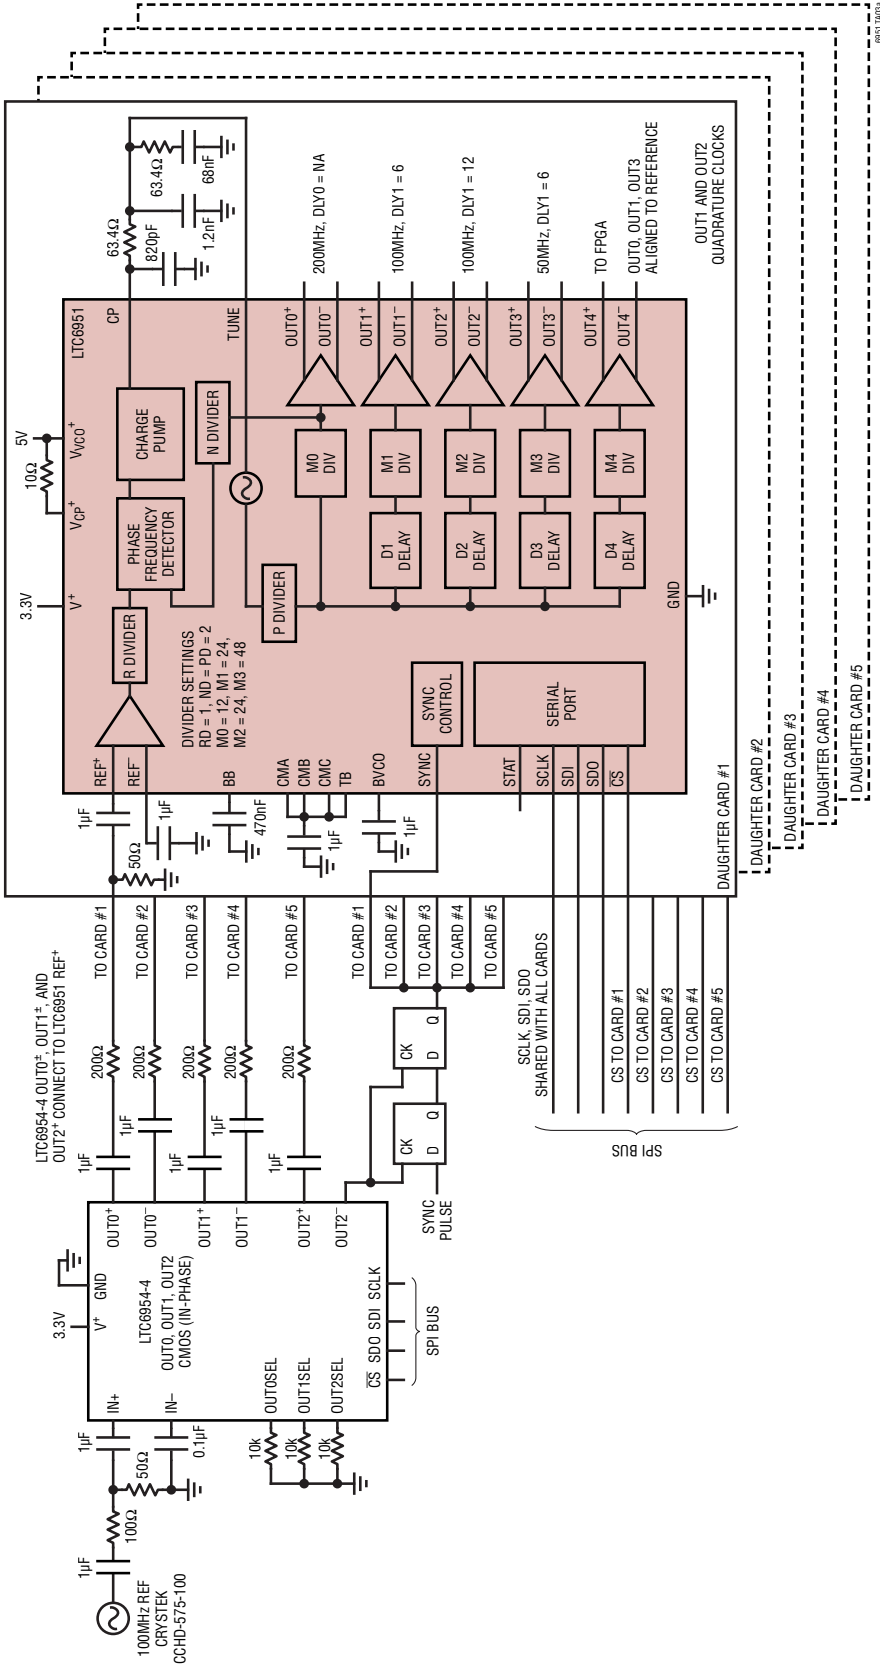 100MHz REF
CRYSTEK
CCHD-575-100
1µF
100Ω
50Ω
1µF
0.1µF
10k
10k
10k
3.3V
V+
GND
IN+
IN–
LTC6954-4
OUT0, OUT1, OUT2
CMOS (IN-PHASE)
OUT0SEL
OUT1SEL
OUT2SEL
OUT0+
OUT0–
OUT1+
OUT1–
OUT2+
OUT2–
CS SDO SDI SCLK
SPI BUS
LTC6954-4 OUT0±, OUT1±, AND
OUT2+ CONNECT TO LTC6951 REF+
1µF
200Ω
TO CARD #1
1µF
200Ω
TO CARD #2
1µF
200Ω
TO CARD #3
1µF
200Ω
TO CARD #4
1µF
200Ω
TO CARD #5
SYNC
PULSE
CK
D
Q
CK
D
Q
TO CARD #1
TO CARD #2
TO CARD #3
TO CARD #4
TO CARD #5
SCLK, SDI, SDO
SHARED WITH ALL CARDS
CS TO CARD #1
CS TO CARD #2
CS TO CARD #3
CS TO CARD #4
CS TO CARD #5
SPI BUS
1µF
50Ω
1µF
470nF
1µF
1µF
REF+
REF–
BB
CMA
CMB
CMC
TB
BVCO
SYNC
STAT
SCLK
SDI
SDO
CS
3.3V
V+
10Ω
5V
VCP+
VVCO+
LTC6951
R DIVIDER
PHASE
FREQUENCY
DETECTOR
CHARGE
PUMP
CP
N DIVIDER
TUNE
P DIVIDER
DIVIDER SETTINGS
RD = 1, ND = PD = 2
M0 = 12, M1 = 24,
M2 = 24, M3 = 48
SYNC
CONTROL
SERIAL
PORT
M0
DIV
D1
DELAY
M1
DIV
D2
DELAY
M2
DIV
D3
DELAY
M3
DIV
D4
DELAY
M4
DIV
GND
OUT0+
OUT0–
OUT1+
OUT1–
OUT2+
OUT2–
OUT3+
OUT3–
OUT4+
OUT4–
63.4Ω
820pF
1.2nF
63.4Ω
68nF
200MHz, DLY0 = NA
100MHz, DLY1 = 6
100MHz, DLY1 = 12
50MHz, DLY1 = 6
TO FPGA
OUT0, OUT1, OUT3
ALIGNED TO REFERENCE
OUT1 AND OUT2
QUADRATURE CLOCKS
DAUGHTER CARD #1
DAUGHTER CARD #2
DAUGHTER CARD #3
DAUGHTER CARD #4
DAUGHTER CARD #5
6951 TA03a